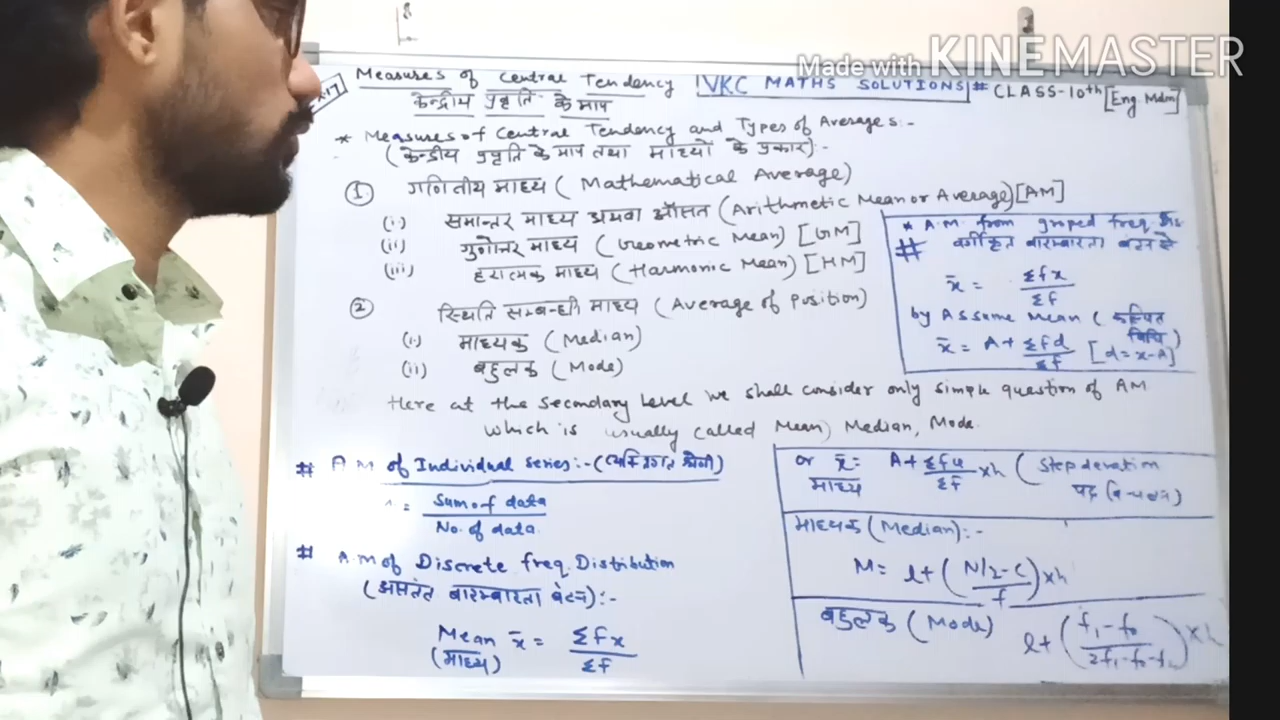 Made with KINEMASTER
Measures of Central Tendency
केन्द्रीय प्रवृति के माप
VKC MATHS SOLUTIONS # CLASS-10th [Eng Mdm]
* Measures of Central Tendency and Types of Averages:-
(केन्द्रीय प्रवृति के माप तथा माध्यों के प्रकार):-
① गणितीय माध्य (Mathematical Average)
(i) समान्तर माध्य अथवा औसत (Arithmetic Mean or Average) [AM]
(ii) गुणोत्तर माध्य (Geometric Mean) [GM]
(iii) हरात्मक माध्य (Harmonic Mean) [HM]
② स्थिति सम्बन्धी माध्य (Average of Position)
(i) माध्यक (Median)
(ii) बहुलक (Mode)
Here at the Secondary Level we shall consider only simple question of AM
which is usually called Mean, Median, Mode.
# A.M of Individual Series:- (व्यक्तिगत श्रेणी)
= Sum of data
No. of data
# A.M of Discrete freq. Distribution
(असतत बारम्बारता बंटन):-
Mean x̄ = Σfx
(माध्य) Σf
* A.M. from groped freq. Dis
# वर्गीकृत बारम्बारता बंटन से
x̄ = Σfx
Σf
by Assume Mean (कल्पित
विधि)
x̄ = A + Σfd [d=x-A]
Σf
or x̄ = A + Σfu × h (Step deration
माध्य Σf पद
माध्यक (Median):-
M = l + (N/2 - C) × h
f
बहुलक (Mode) l + (f₁-f₀) × h
2f₁-f₀-f₂